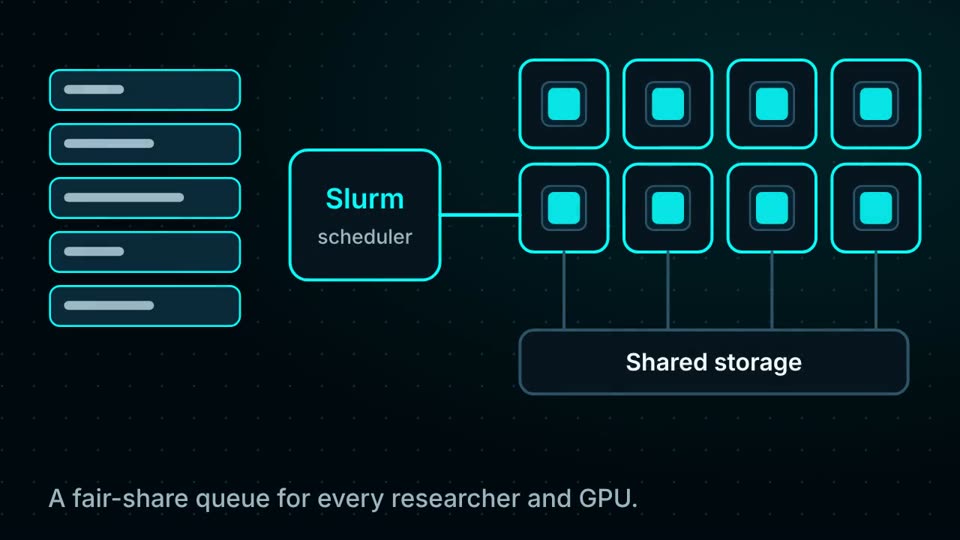 Slurm
scheduler
Shared storage
A fair-share queue for every researcher and GPU.